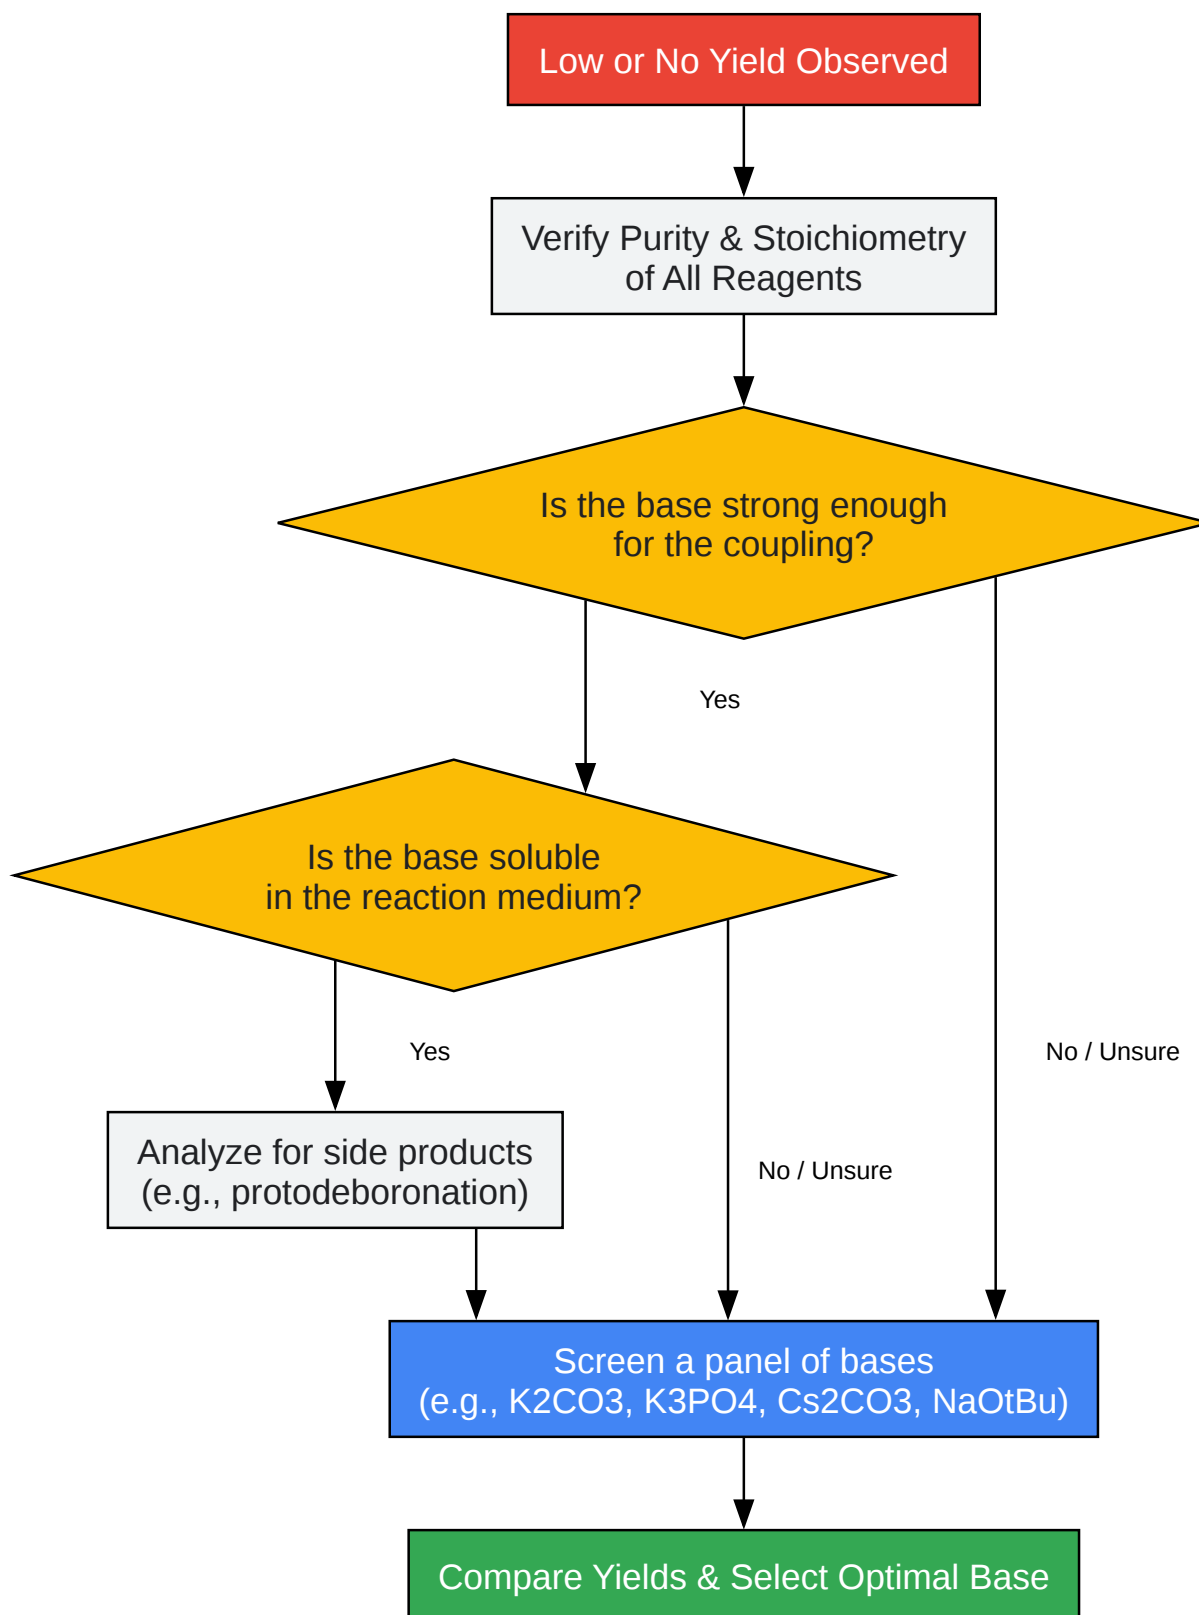 Low or No Yield Observed
Verify Purity & Stoichiometry
of All Reagents
Is the base strong enough
for the coupling?
Yes
Is the base soluble
in the reaction medium?
Yes
No / Unsure
Analyze for side products
(e.g., protodeboronation)
No / Unsure
Screen a panel of bases
(e.g., K2CO3, K3PO4, Cs2CO3, NaOtBu)
Compare Yields & Select Optimal Base